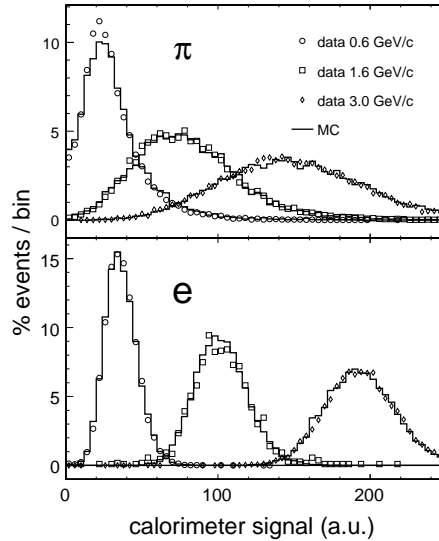 10
5
0
π
data 0.6 GeV/c
data 1.6 GeV/c
data 3.0 GeV/c
MC
% events / bin
15
10
5
0
e
0
100
200
calorimeter signal (a.u.)